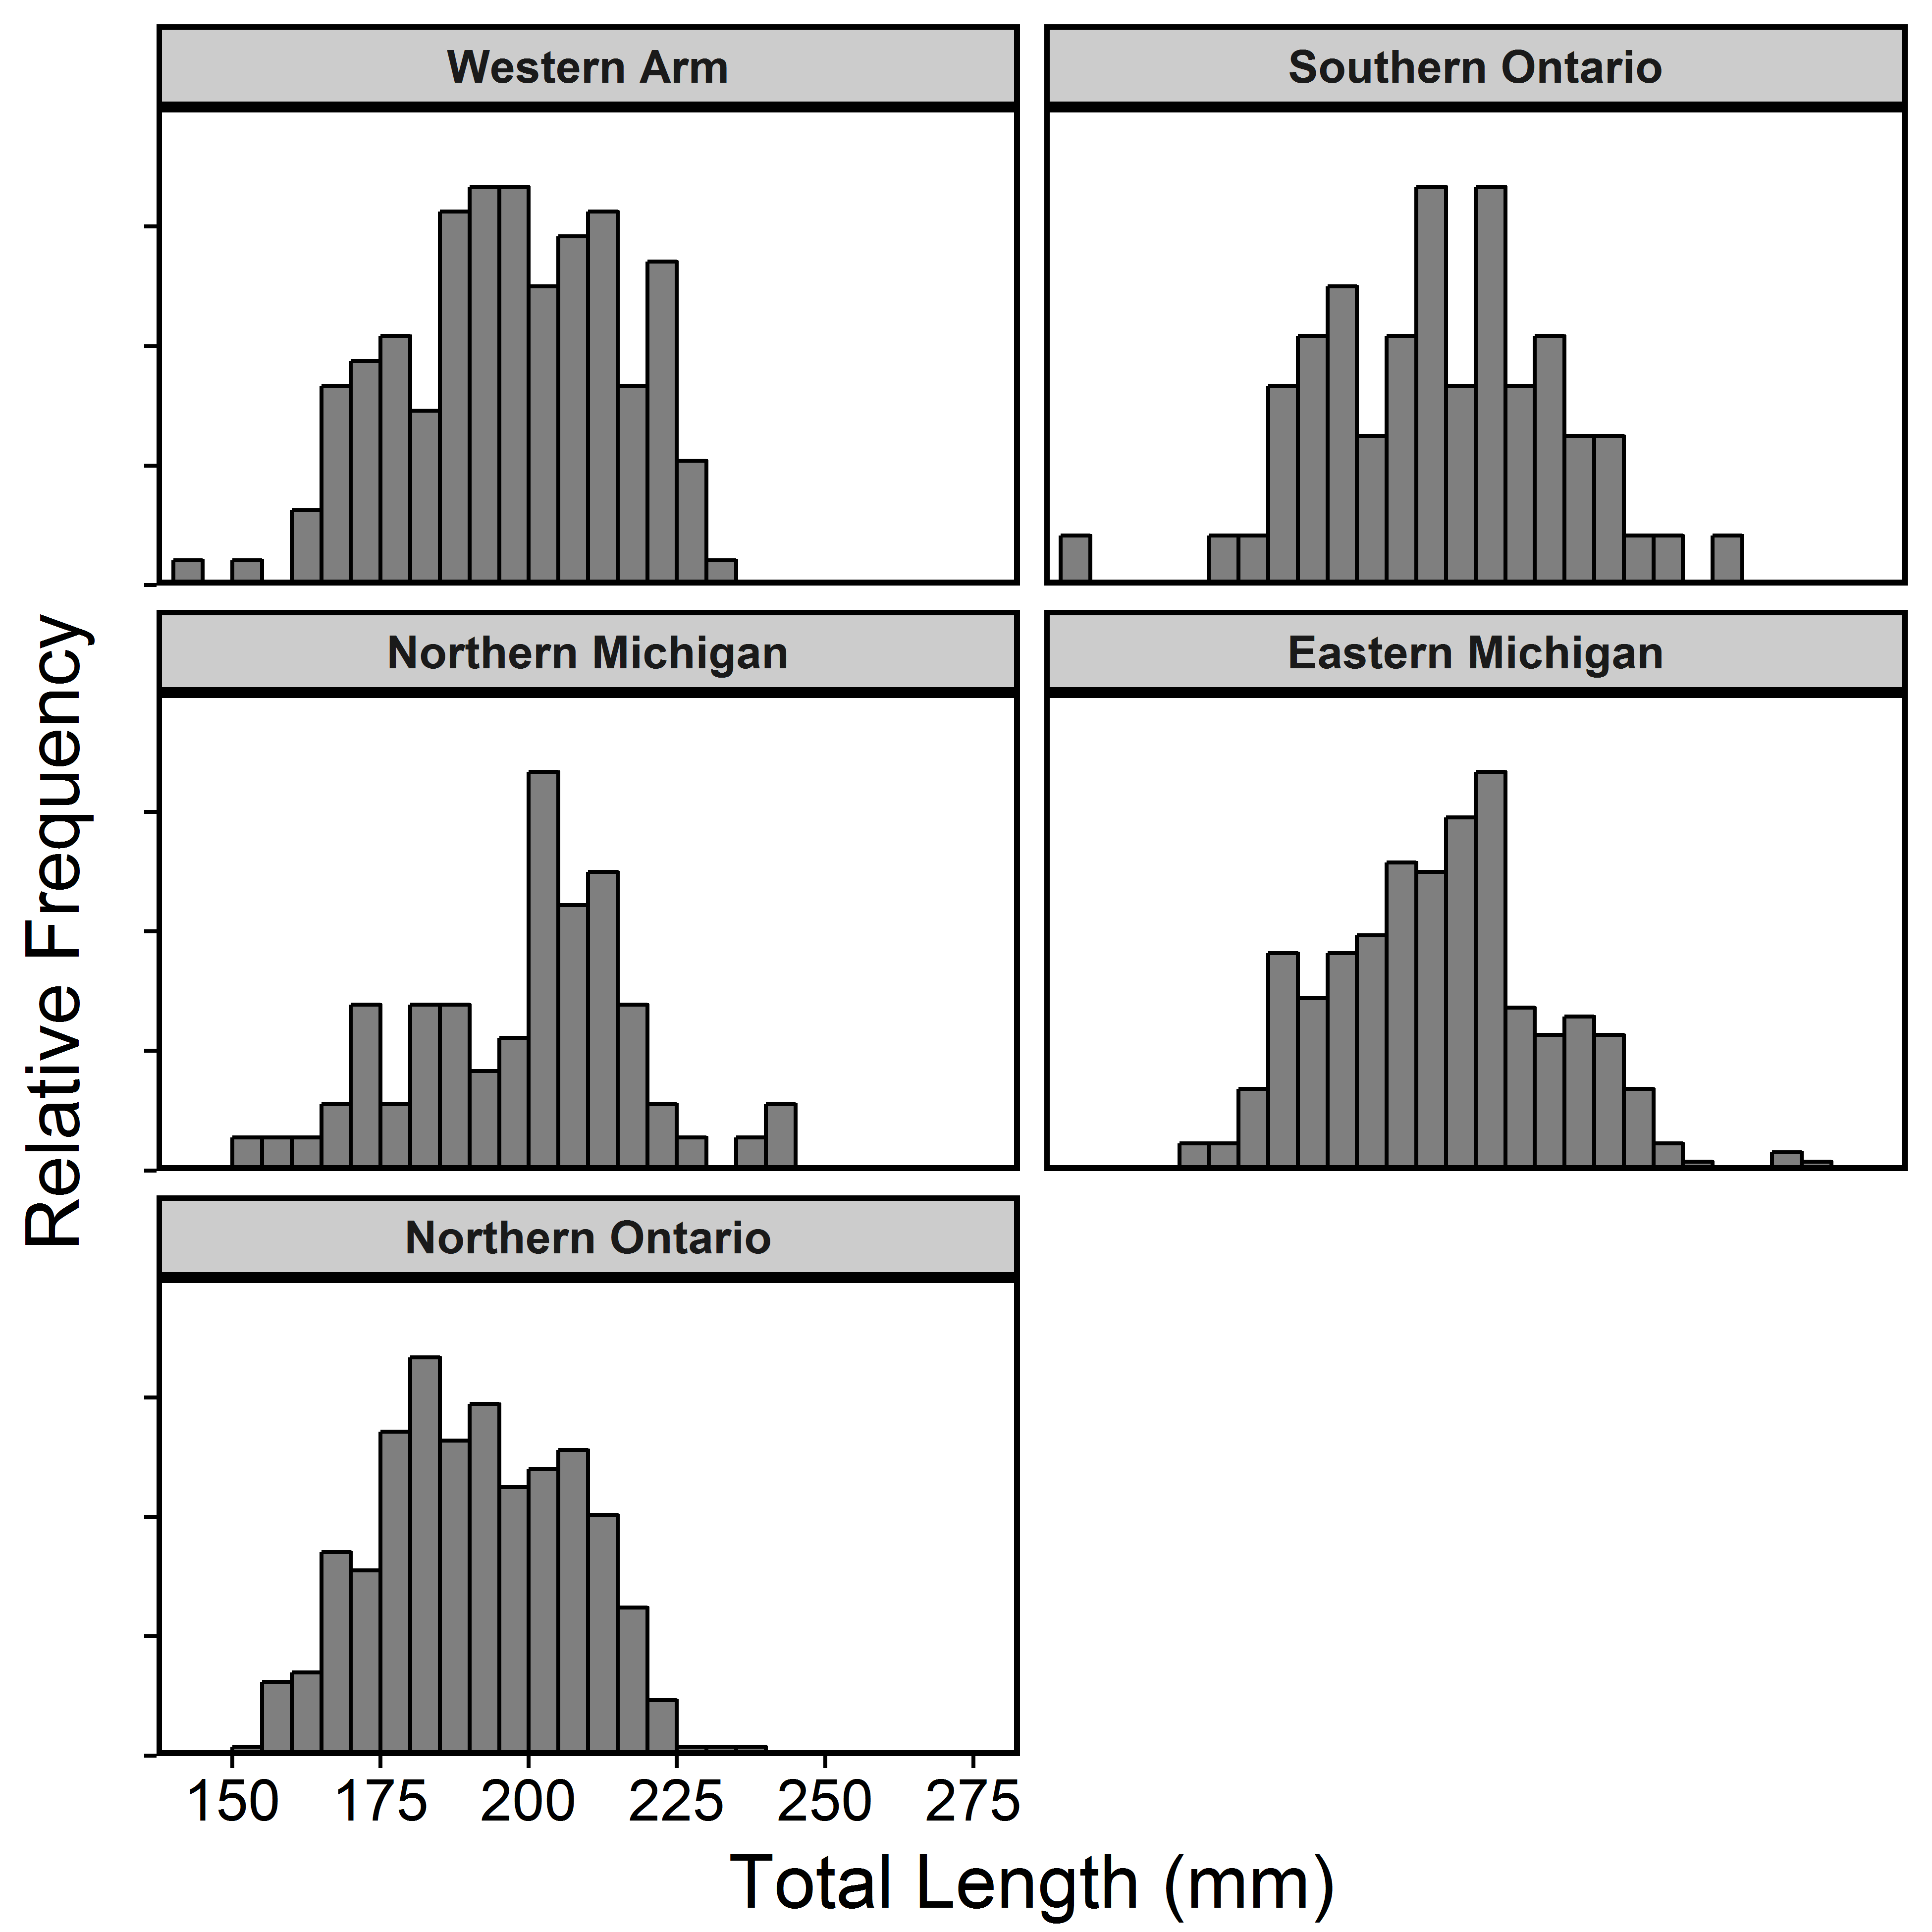 Western Arm
Southern Ontario
Northern Michigan
Eastern Michigan
Northern Ontario
Relative Frequency
150 175 200 225 250 275
Total Length (mm)